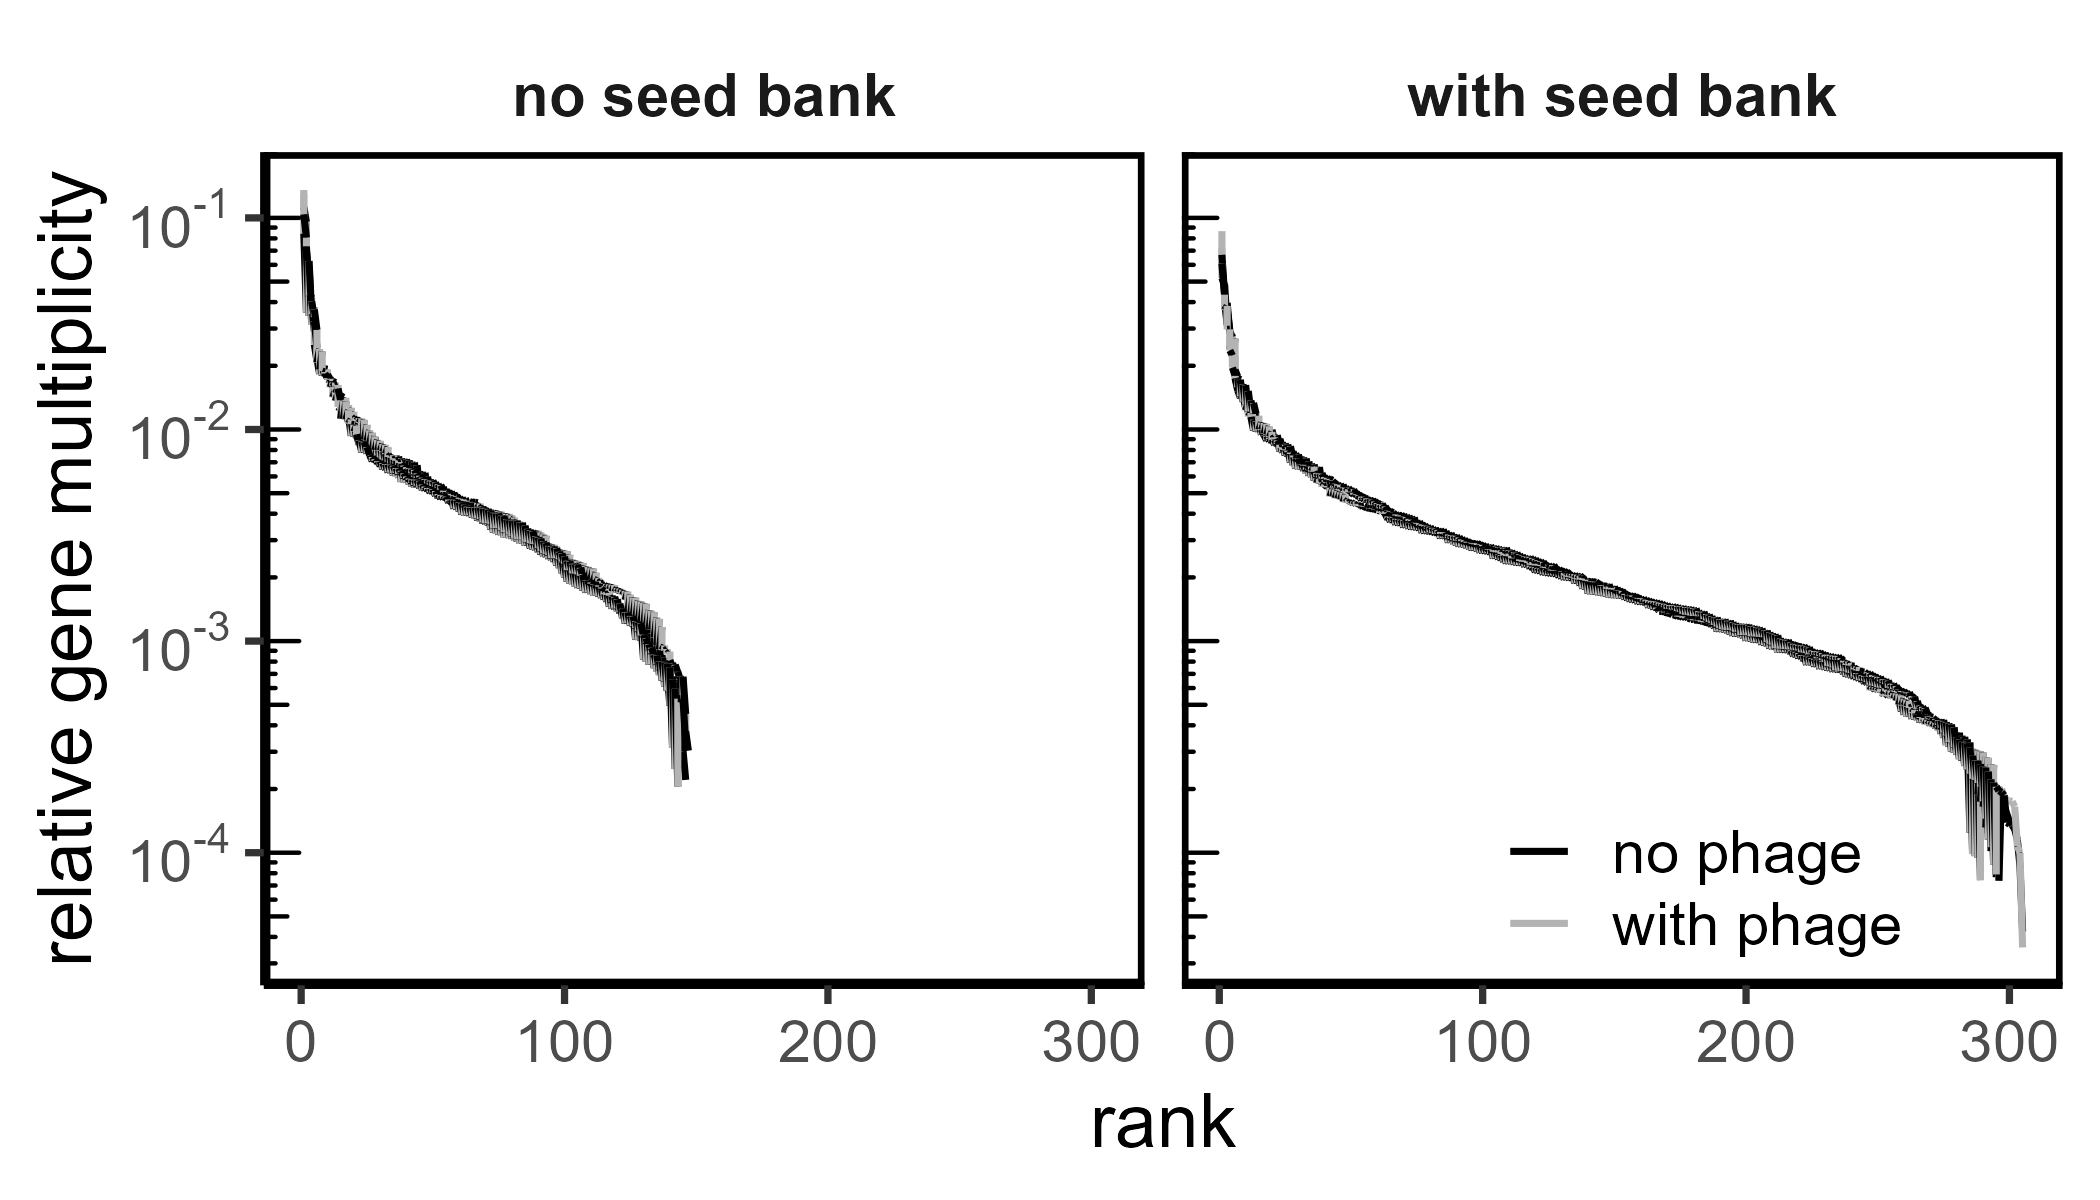 no seed bank
with seed bank
relative gene multiplicity
10-1
10-2
10-3
10-4
no phage
with phage
0 100 200 300
0 100 200 300
rank